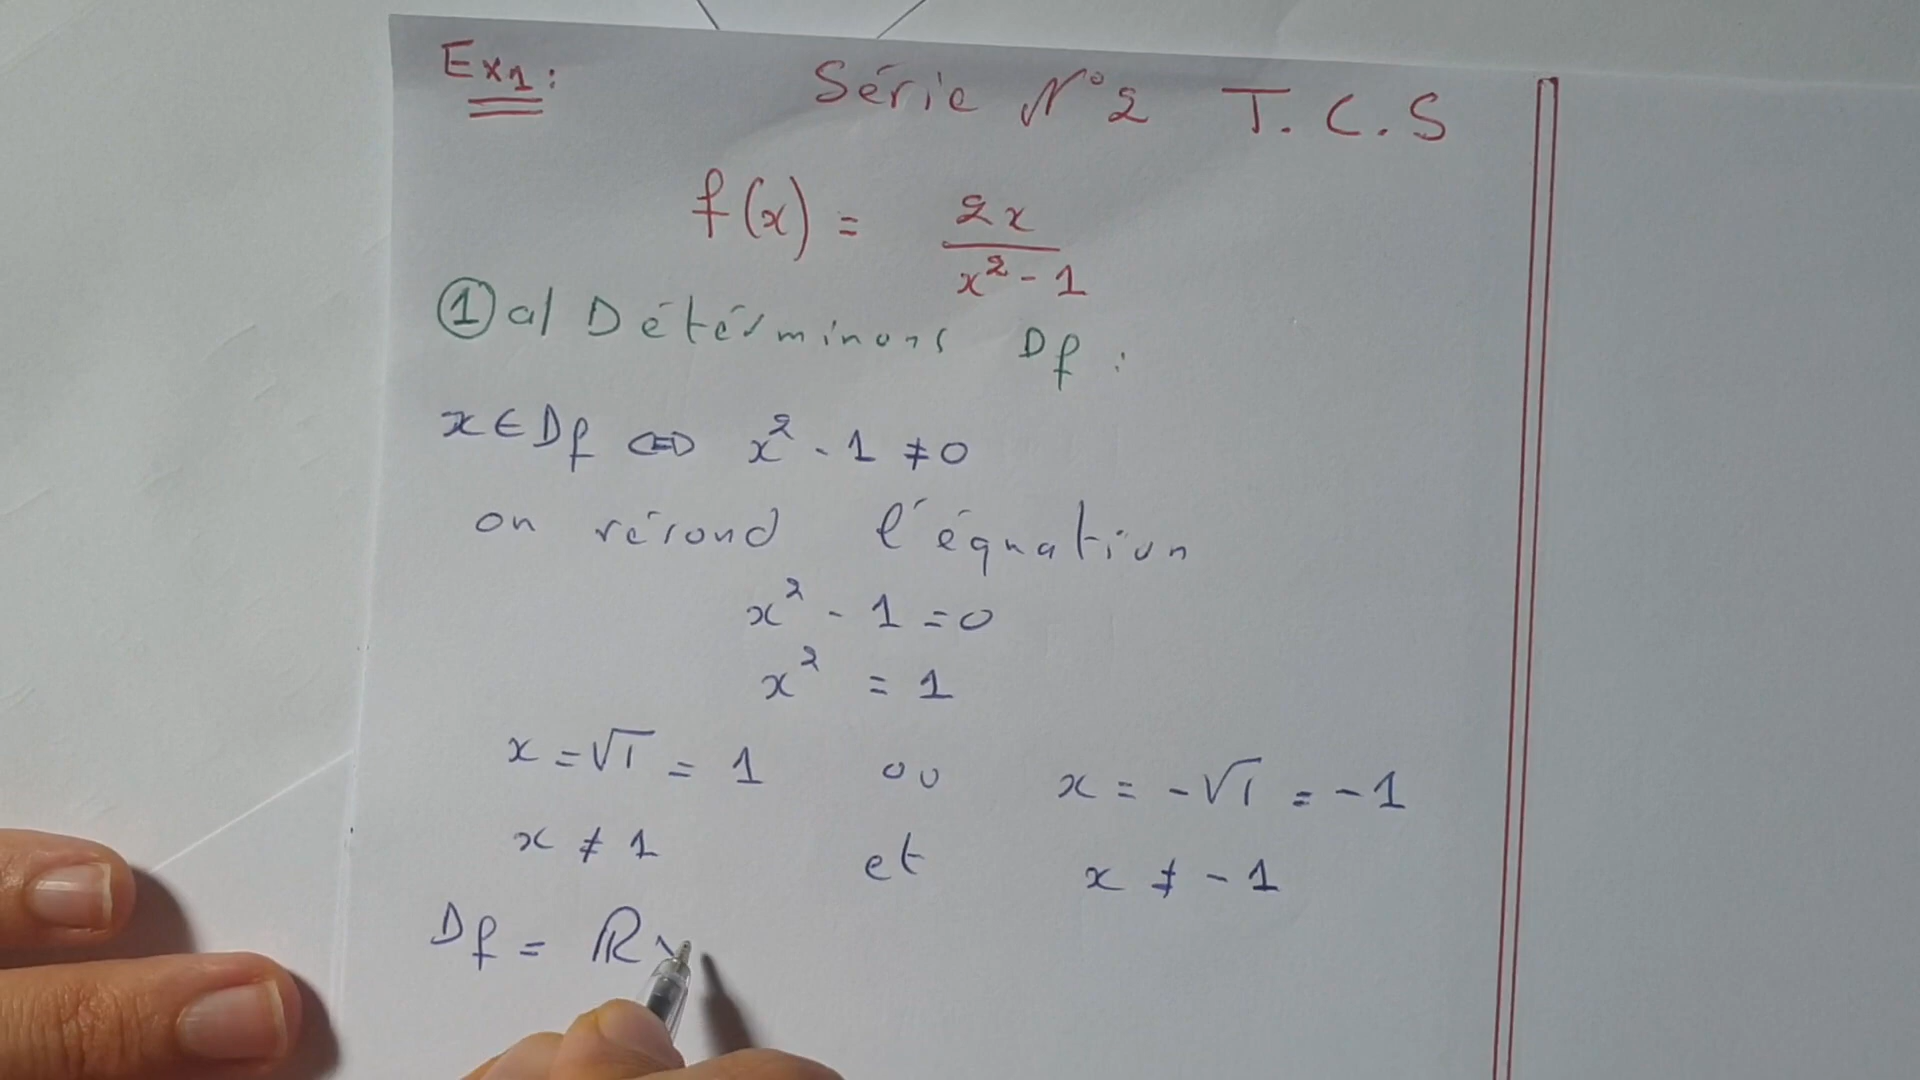 Ex1: Série N°2 T.C.S
f(x) = 2x / x² - 1
① a/ Détérminons Df :
x ∈ Df ⟺ x² - 1 ≠ 0
on résoud l'équation
x² - 1 = 0
x² = 1
x = √1 = 1 ou x = -√1 = -1
x ≠ 1 et x ≠ -1
Df = ℝ \